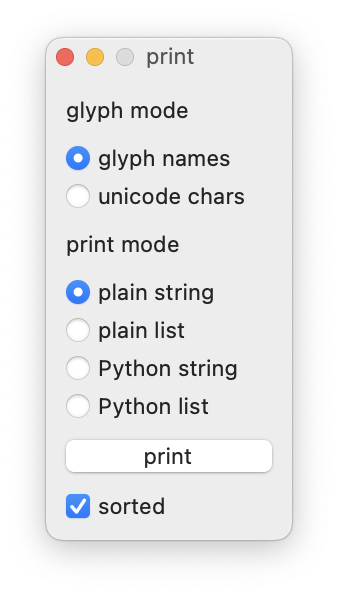 print
glyph mode
glyph names
unicode chars
print mode
plain string
plain list
Python string
Python list
print
sorted